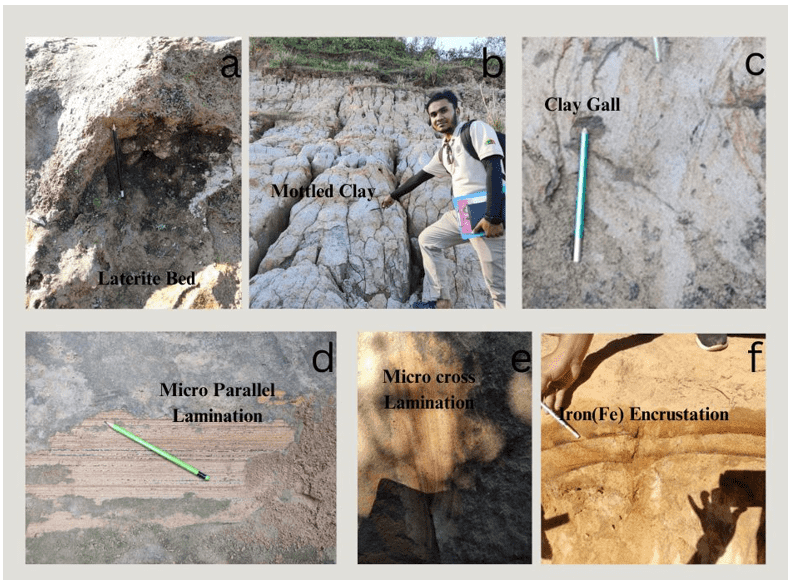 a
Laterite Bed
b
Mottled Clay
c
Clay Gall
d
Micro Parallel
Lamination
e
Micro cross
Lamination
f
Iron(Fe) Encrustation